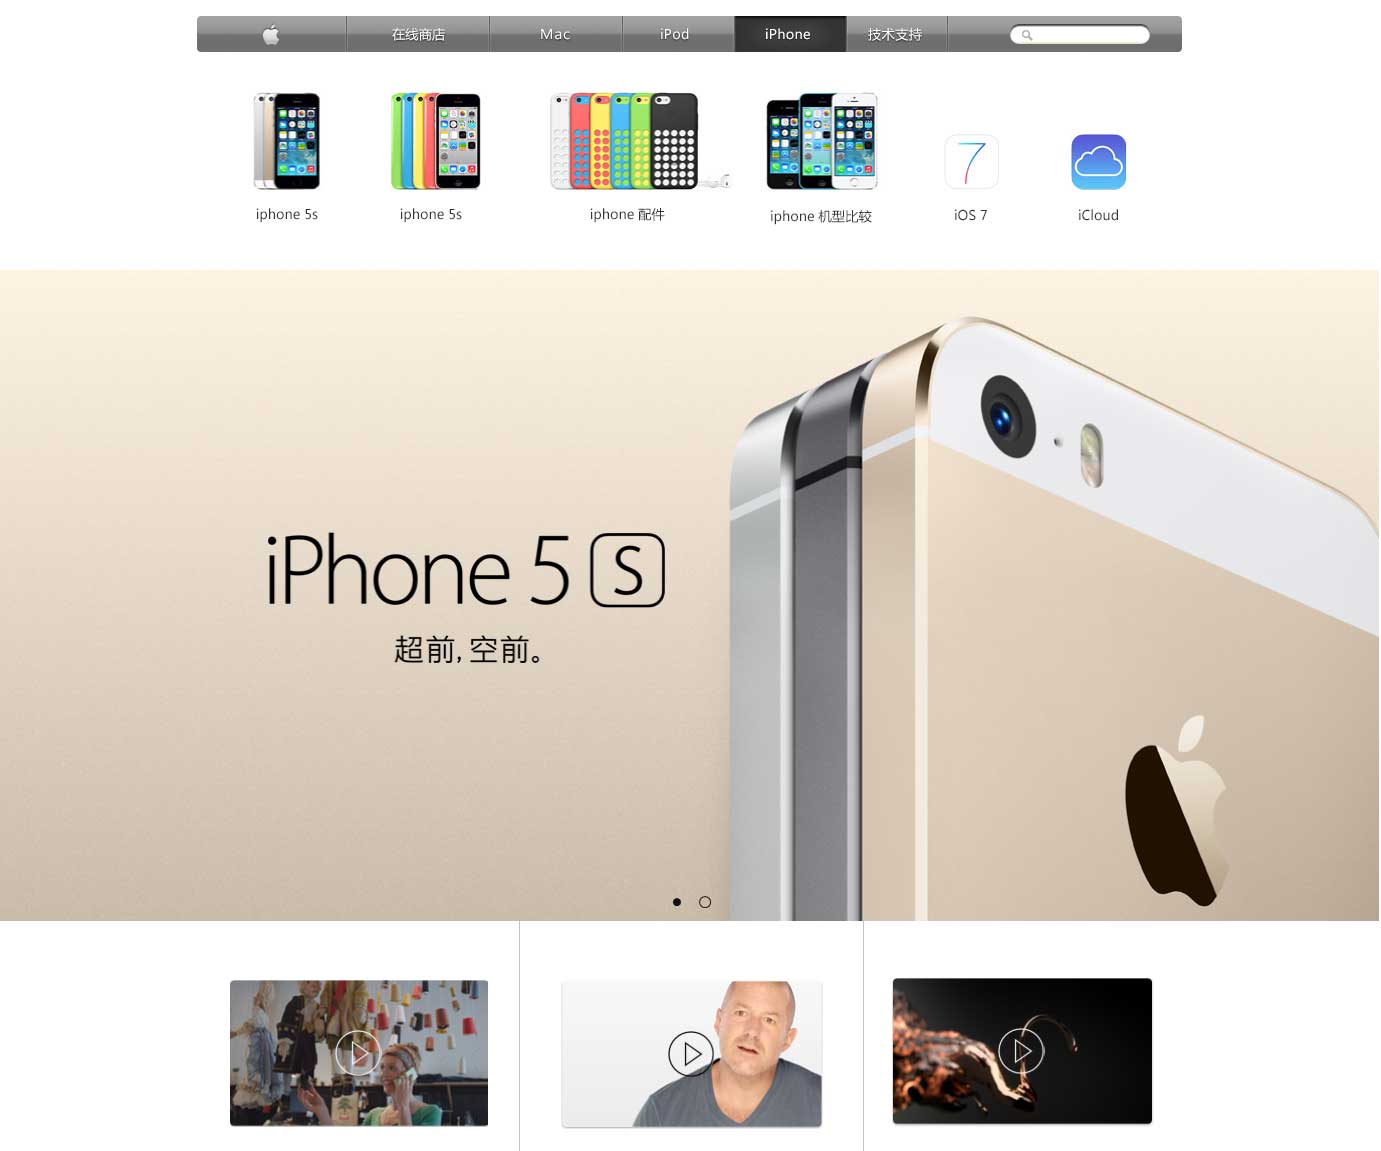 在线商店
Mac
iPod
iPhone
技术支持
iphone 5s
iphone 5s
iphone 配件
iphone 机型比较
7
iOS 7
iCloud
iPhone 5 S
超前, 空前。